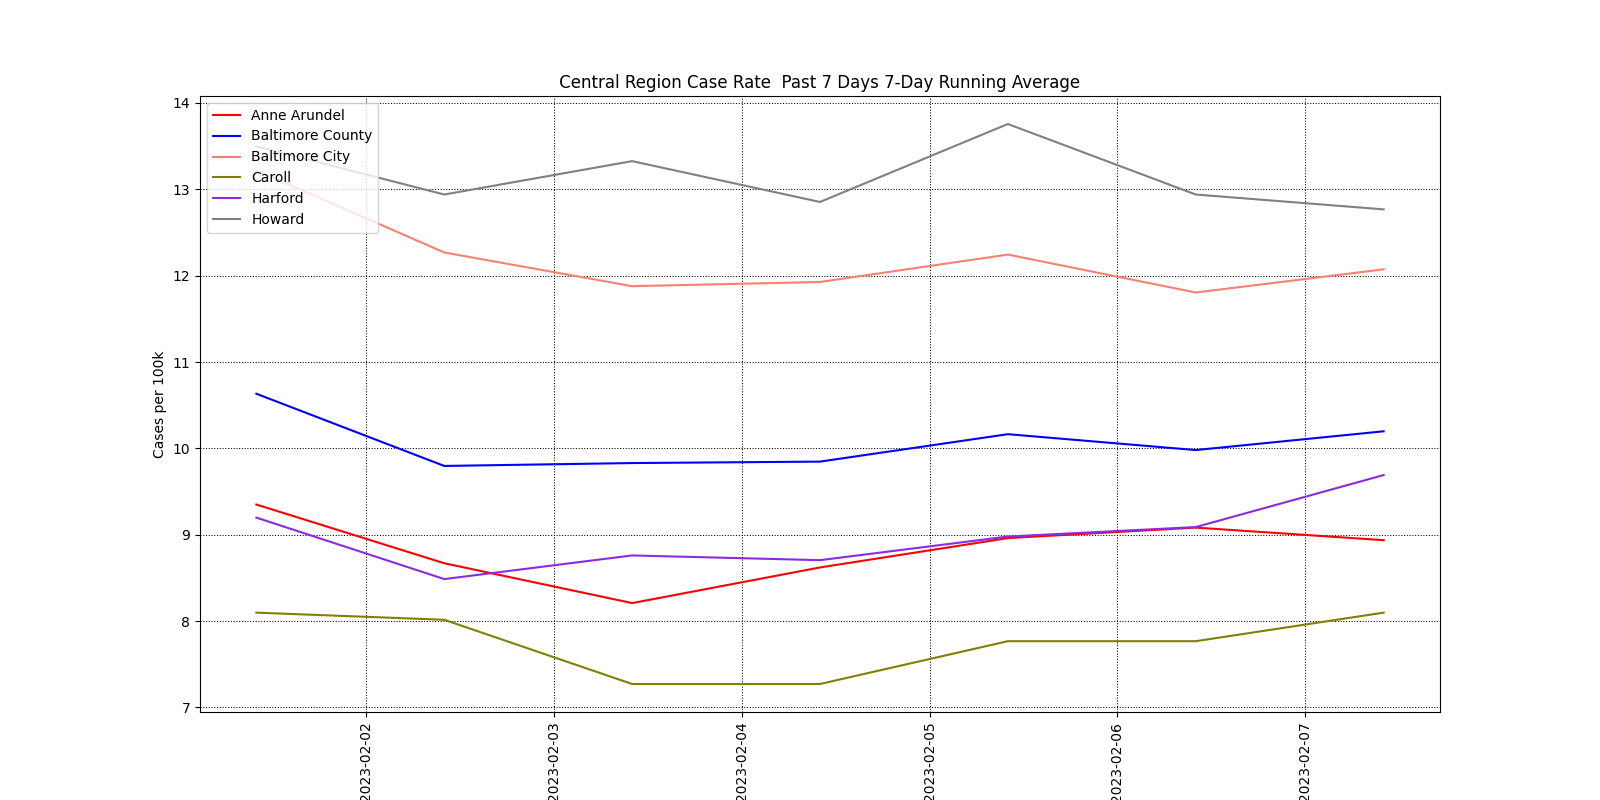 Central Region Case Rate  Past 7 Days 7-Day Running Average
14
13
12
11
10
9
8
7
Cases per 100k
Anne Arundel
Baltimore County
Baltimore City
Caroll
Harford
Howard
2023-02-02
2023-02-03
2023-02-04
2023-02-05
2023-02-06
2023-02-07